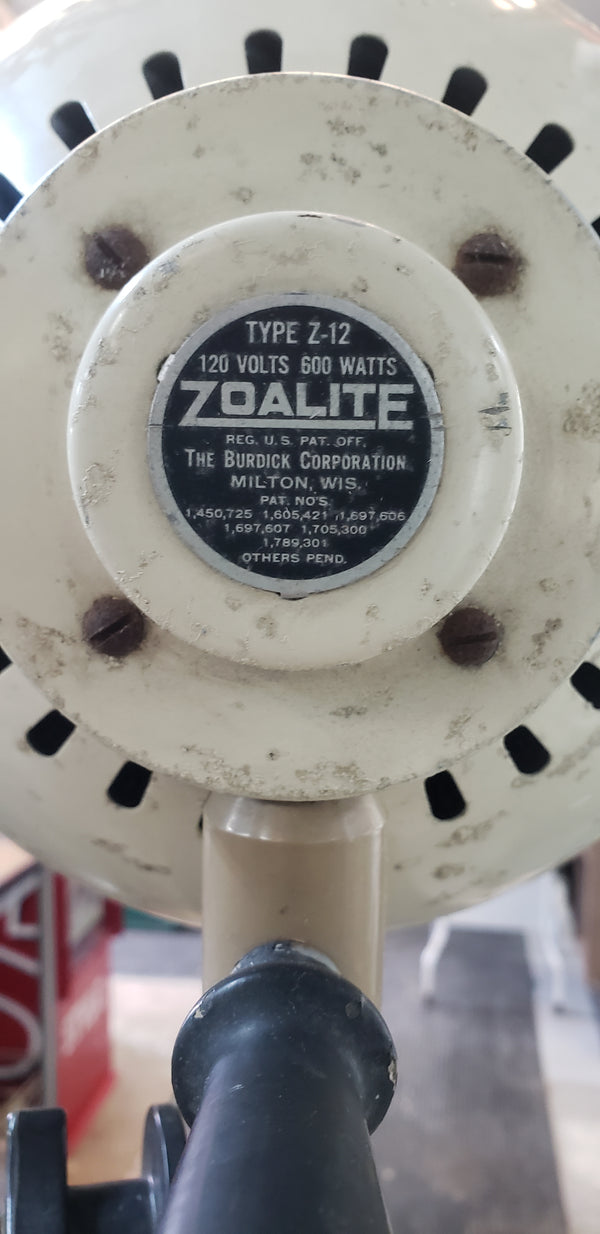 TYPE Z-12
120 VOLTS 600 WATTS
ZOALITE
REG. U.S. PAT. OFF.
THE BURDICK CORPORATION
MILTON, WIS.
PAT. NO'S.
1,450,725 1,605,421 1,697,606
1,697,607 1,705,300
1,789,301
OTHERS PEND.